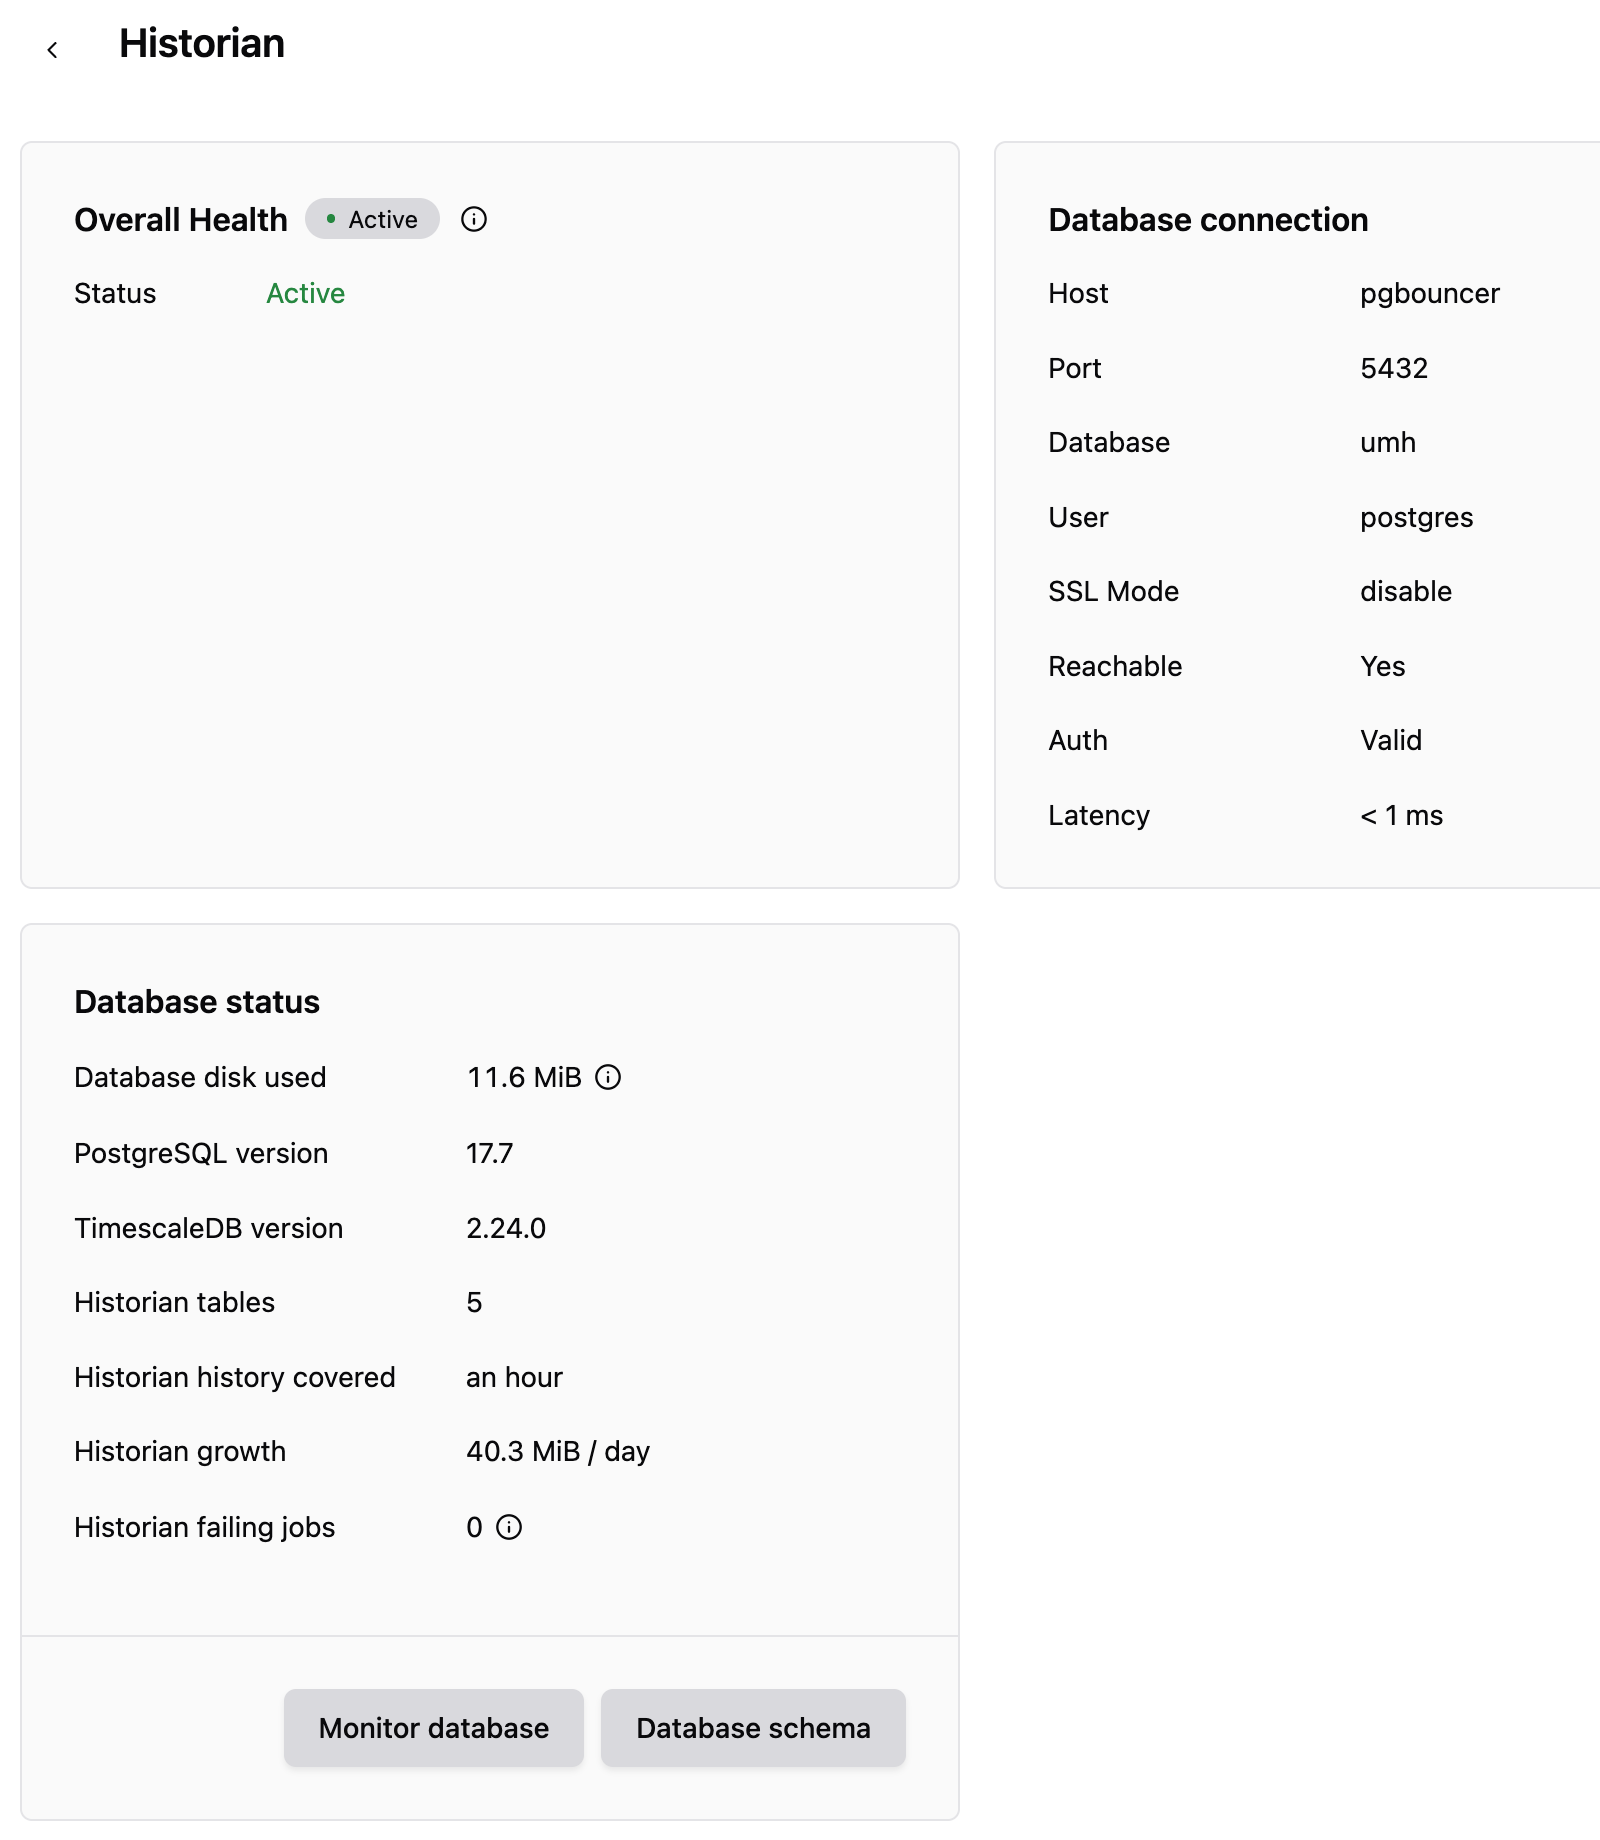 Historian
Overall Health Active
Status Active
Database connection
Host pgbouncer
Port 5432
Database umh
User postgres
SSL Mode disable
Reachable Yes
Auth Valid
Latency < 1 ms
Database status
Database disk used 11.6 MiB
PostgreSQL version 17.7
TimescaleDB version 2.24.0
Historian tables 5
Historian history covered an hour
Historian growth 40.3 MiB / day
Historian failing jobs 0
Monitor database Database schema